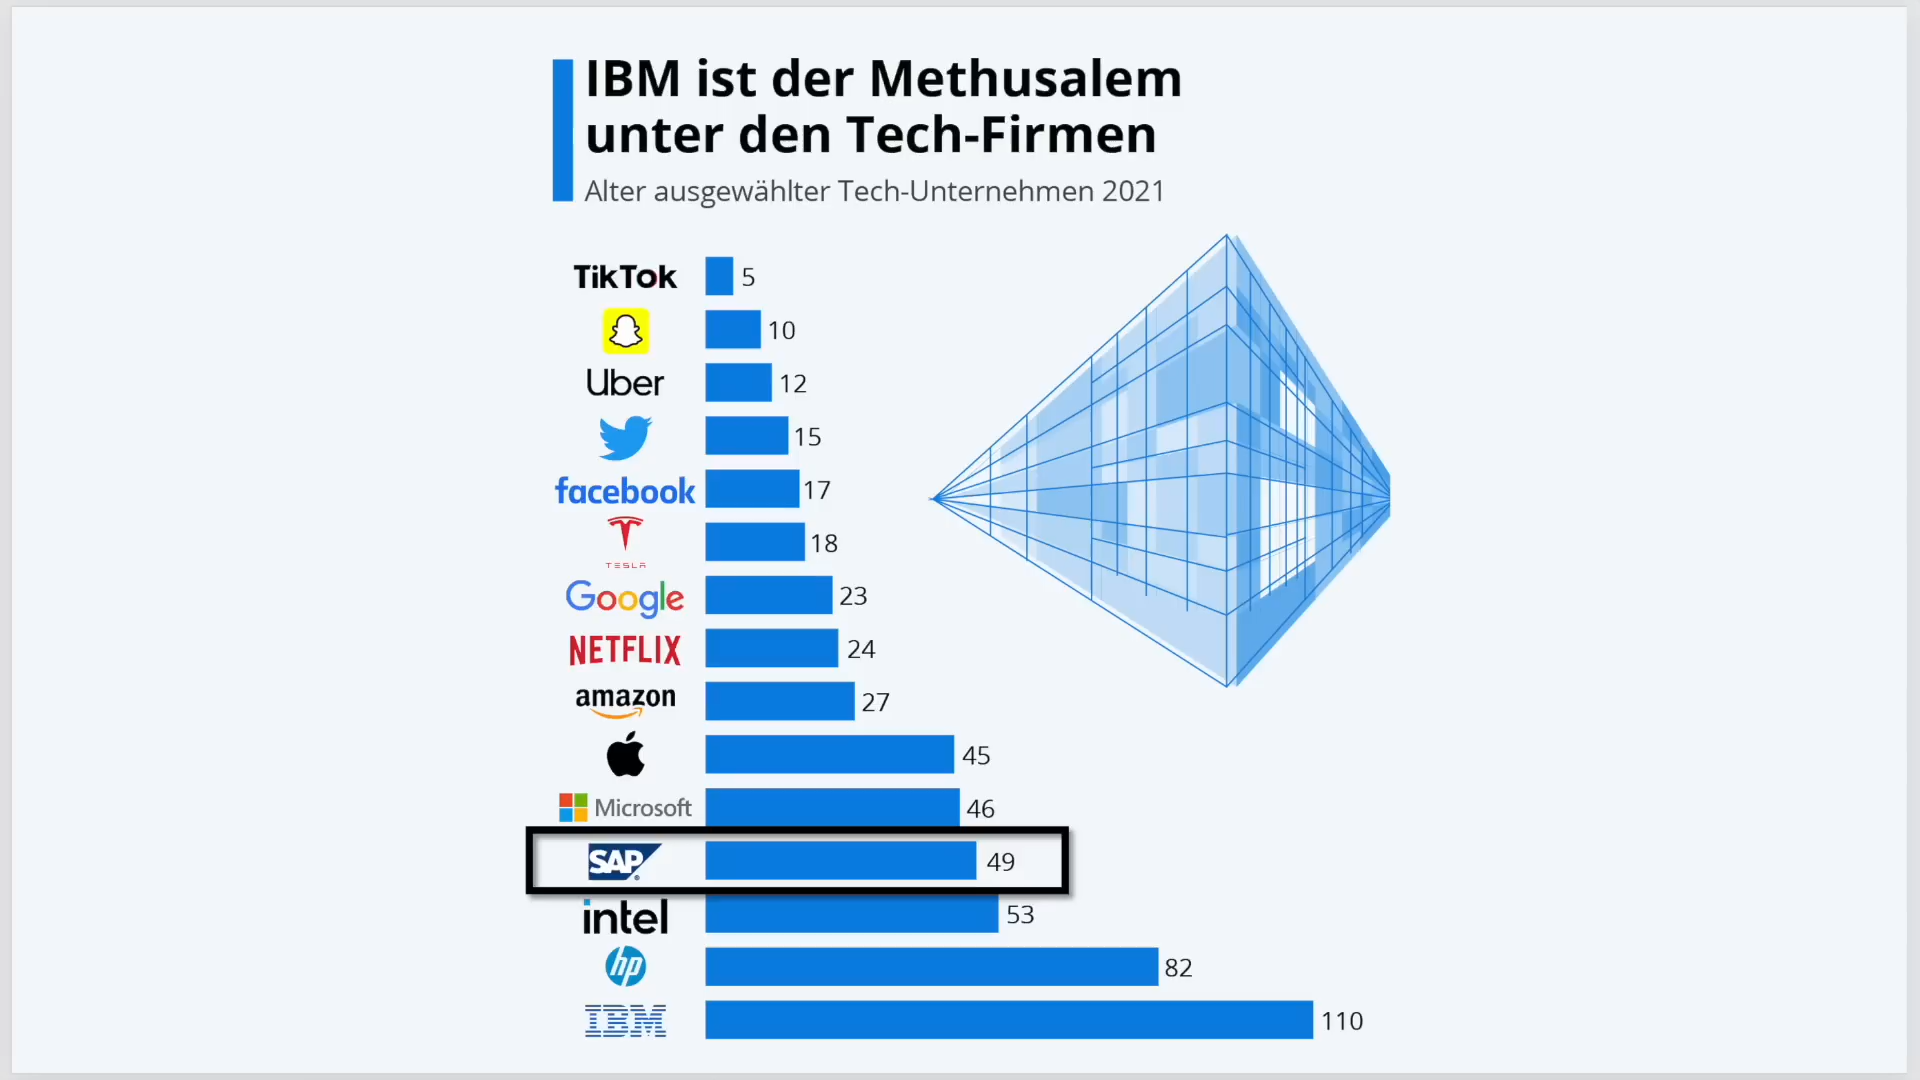 IBM ist der Methusalem
unter den Tech-Firmen
Alter ausgewählter Tech-Unternehmen 2021
TikTok 5
10
Uber 12
15
facebook 17
TESLA 18
Google 23
NETFLIX 24
amazon 27
45
Microsoft 46
SAP® 49
intel 53
hp 82
IBM 110